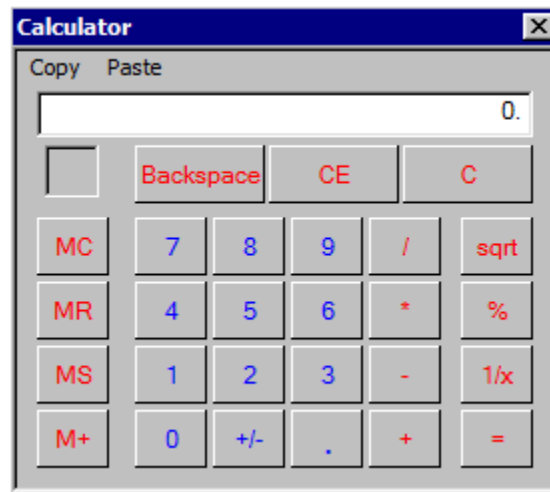 Calculator
Copy Paste
0.
Backspace CE C
MC 7 8 9 / sqrt
MR 4 5 6 * %
MS 1 2 3 - 1/x
M+ 0 +/- . + =